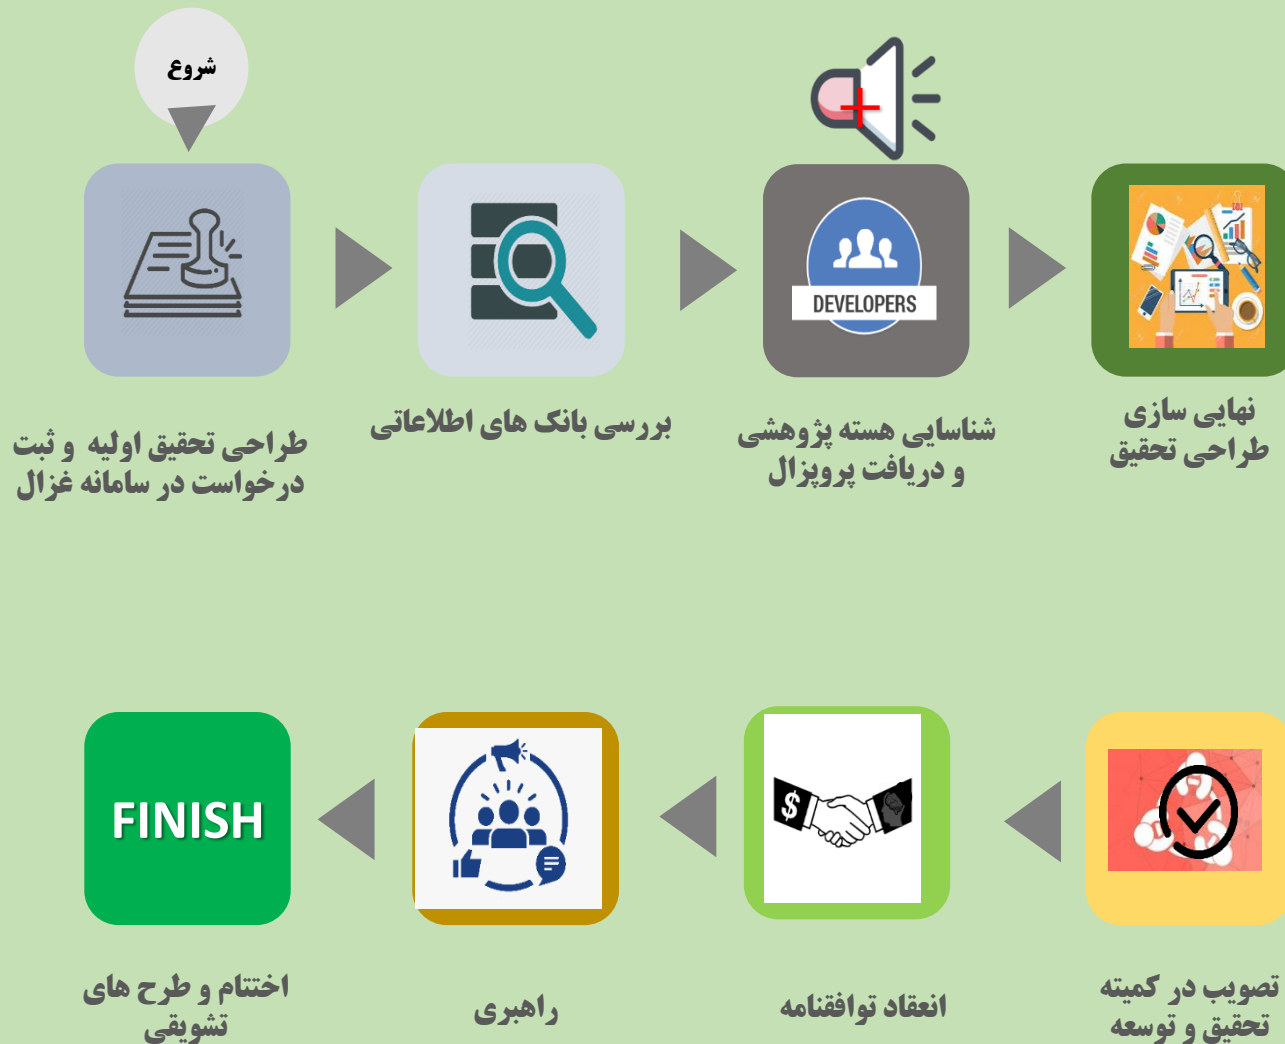 شروع
DEVELOPERS
طراحی تحقیق اولیه و ثبت
درخواست در سامانه غزال
بررسی بانک های اطلاعاتی
شناسایی هسته پژوهشی
و دریافت پروپزال
نهایی سازی
طراحی تحقیق
$
FINISH
تصویب در کمیته
تحقیق و توسعه
انعقاد توافقنامه
راهبری
اختتام و طرح های
تشویقی